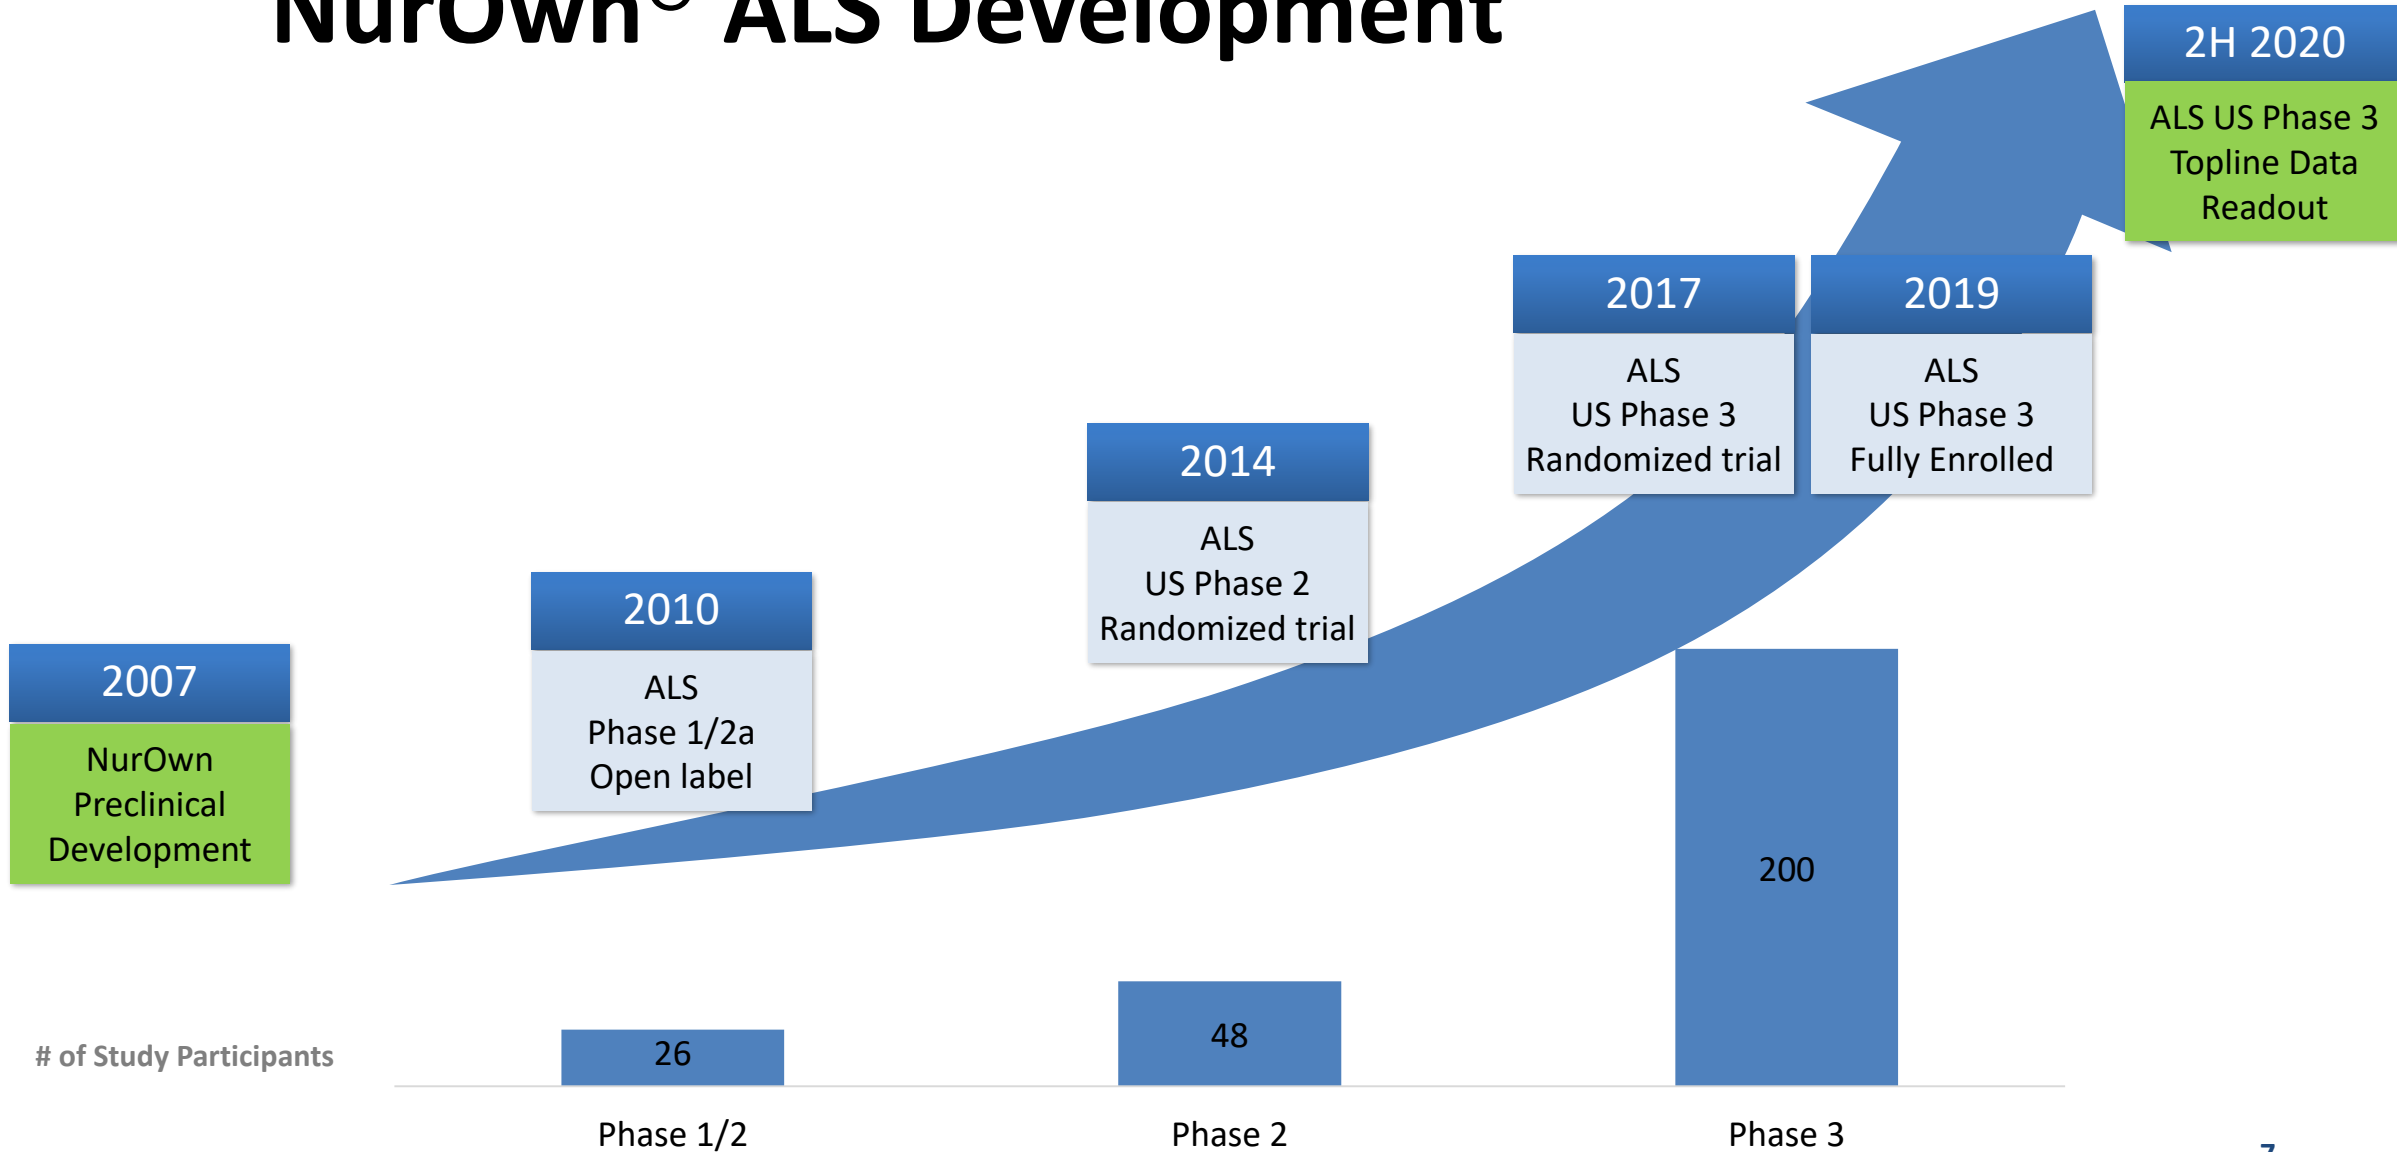 NurOwn® ALS Development
2H 2020
ALS US Phase 3
Topline Data
Readout
2017
ALS
US Phase 3
Randomized trial
2019
ALS
US Phase 3
Fully Enrolled
2014
ALS
US Phase 2
Randomized trial
2010
ALS
Phase 1/2a
Open label
2007
NurOwn
Preclinical
Development
200
48
26
# of Study Participants
Phase 1/2
Phase 2
Phase 3
7